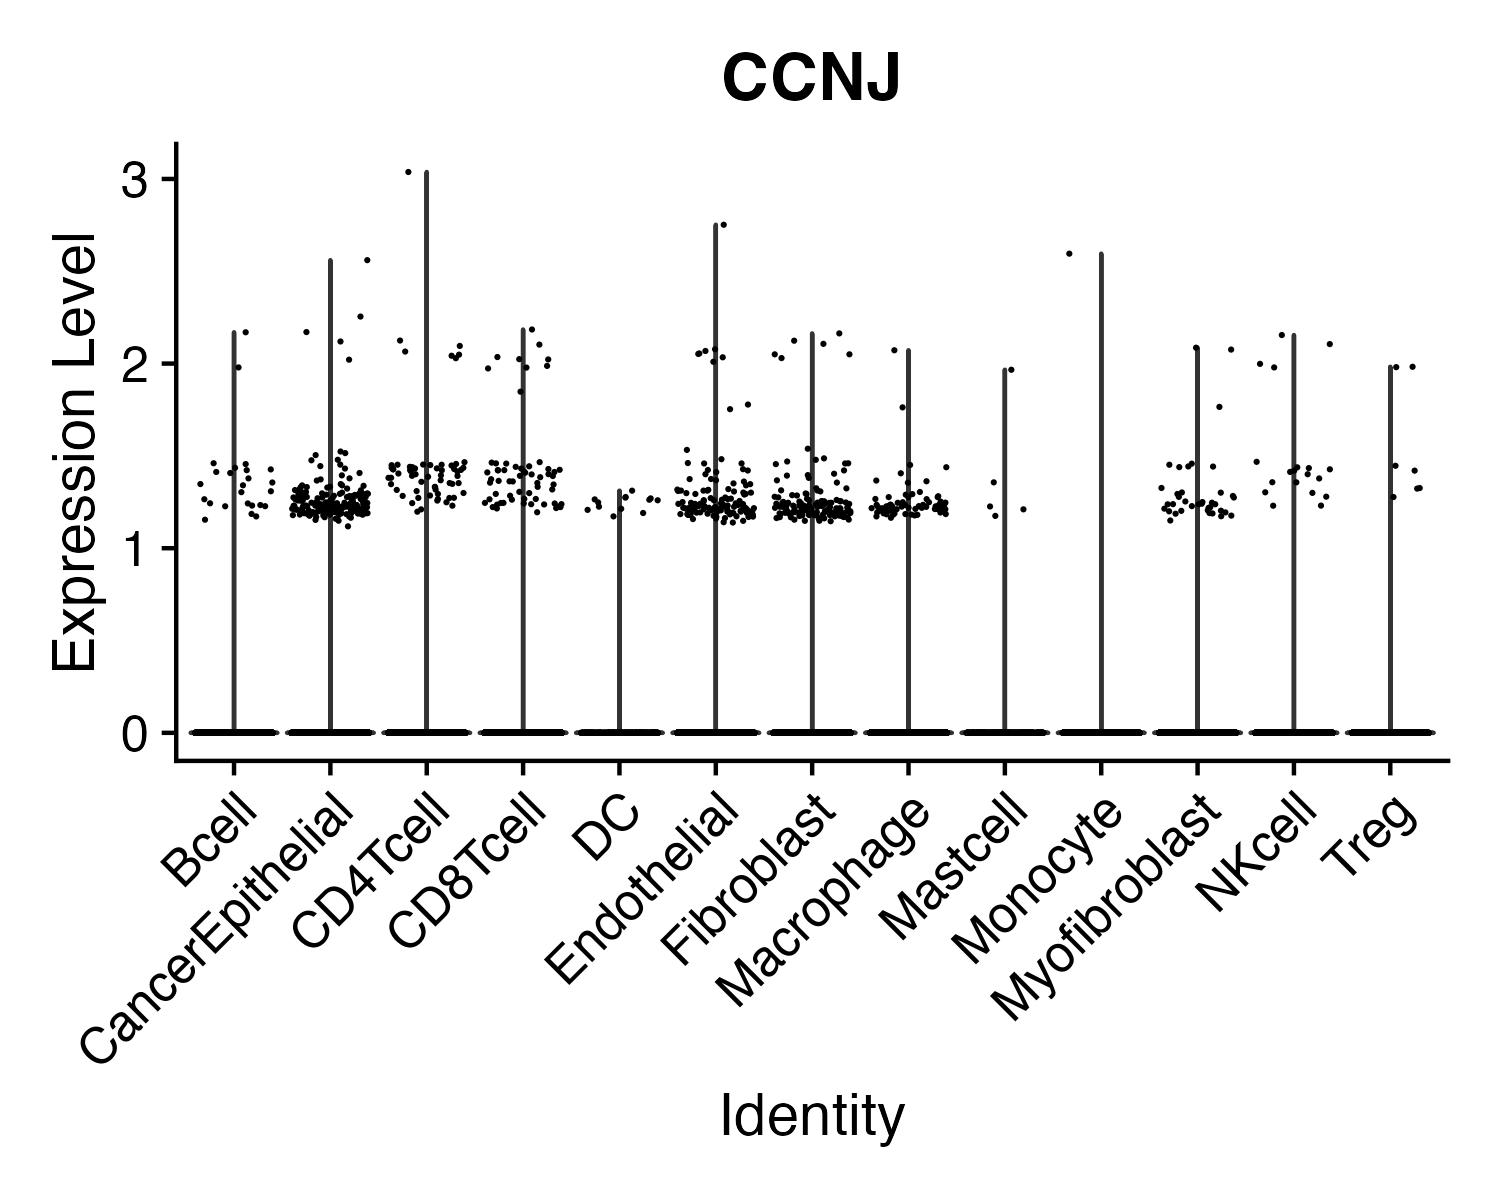 CCNJ
Expression Level
3
2
1
0
Bcell
CancerEpithelial
CD4Tcell
CD8Tcell
DC
Endothelial
Fibroblast
Macrophage
Mastcell
Monocyte
Myofibroblast
NKcell
Treg
Identity